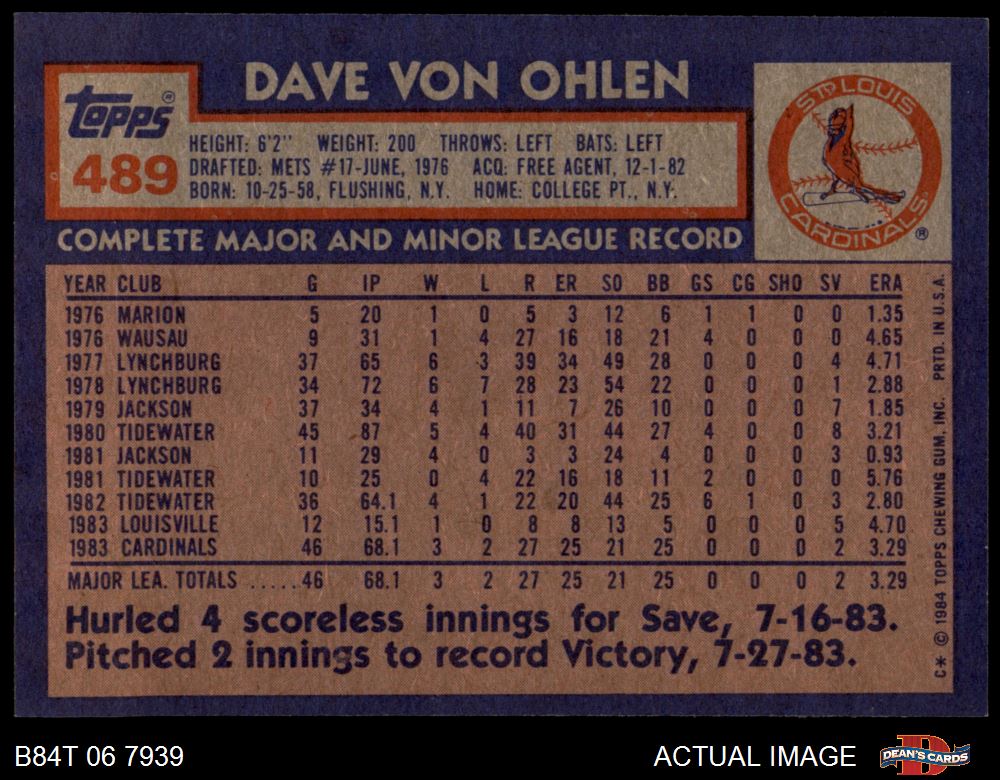 DAVE VON OHLEN
Topps®
489
HEIGHT: 6'2" WEIGHT: 200 THROWS: LEFT BATS: LEFT
DRAFTED: METS #17-JUNE, 1976 ACQ: FREE AGENT, 12-1-82
BORN: 10-25-58, FLUSHING, N.Y. HOME: COLLEGE PT., N.Y.
ST. LOUIS
CARDINALS ®
COMPLETE MAJOR AND MINOR LEAGUE RECORD
YEAR CLUB G IP W L R ER SO BB GS CG SHO SV ERA
1976 MARION 5 20 1 0 5 3 12 6 1 1 0 0 1.35
1976 WAUSAU 9 31 1 4 27 16 18 21 4 0 0 0 4.65
1977 LYNCHBURG 37 65 6 3 39 34 49 28 0 0 0 4 4.71
1978 LYNCHBURG 34 72 6 7 28 23 54 22 0 0 0 1 2.88
1979 JACKSON 37 34 4 1 11 7 26 10 0 0 0 7 1.85
1980 TIDEWATER 45 87 5 4 40 31 44 27 4 0 0 8 3.21
1981 JACKSON 11 29 4 0 3 3 24 4 0 0 0 3 0.93
1981 TIDEWATER 10 25 0 4 22 16 18 11 2 0 0 0 5.76
1982 TIDEWATER 36 64.1 4 1 22 20 44 25 6 1 0 3 2.80
1983 LOUISVILLE 12 15.1 1 0 8 8 13 5 0 0 0 5 4.70
1983 CARDINALS 46 68.1 3 2 27 25 21 25 0 0 0 2 3.29
MAJOR LEA. TOTALS .....46 68.1 3 2 27 25 21 25 0 0 0 2 3.29
Hurled 4 scoreless innings for Save, 7-16-83.
Pitched 2 innings to record Victory, 7-27-83.
C* © 1984 TOPPS CHEWING GUM, INC. PRTD. IN U.S.A.
B84T 06 7939
ACTUAL IMAGE
DEAN'S CARDS